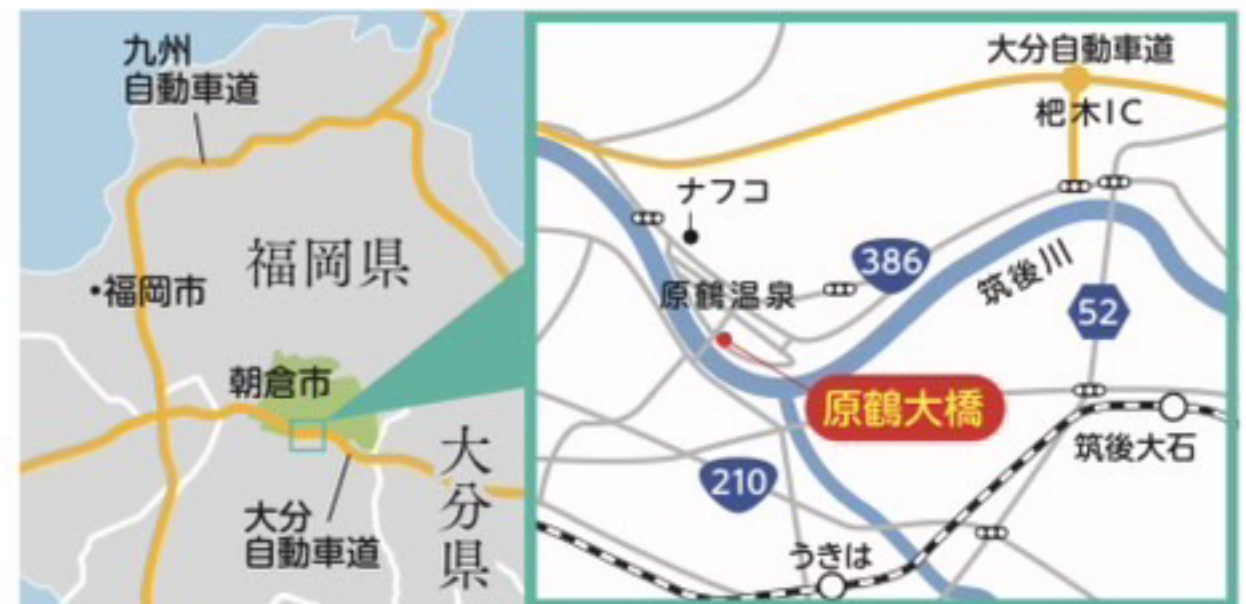 九州
自動車道
福岡県
・福岡市
朝倉市
大分県
大分
自動車道
大分自動車道
杷木IC
ナフコ
386
原鶴温泉
筑後川
52
原鶴大橋
筑後大石
210
うきは